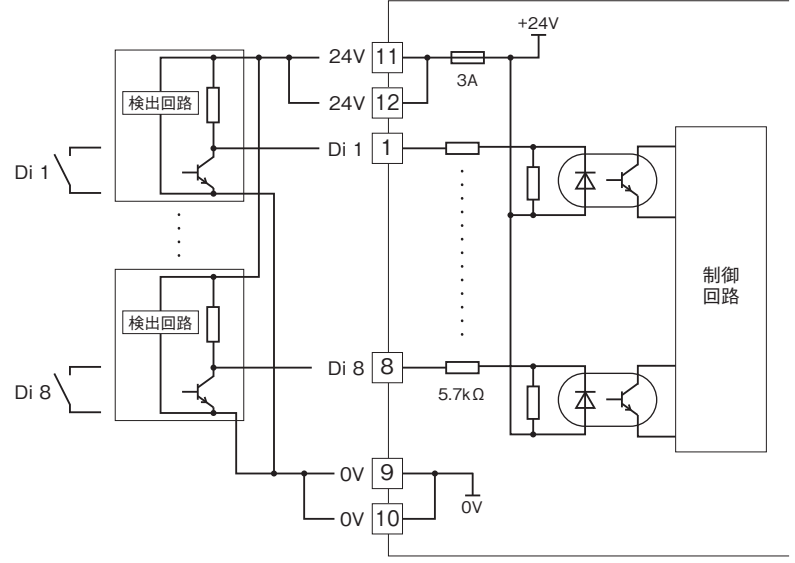 +24V
24V 11
3A
24V 12
検出回路
Di 1
Di 1 1
制御
回路
検出回路
Di 8
Di 8 8
5.7kΩ
0V 9
0V
0V 10